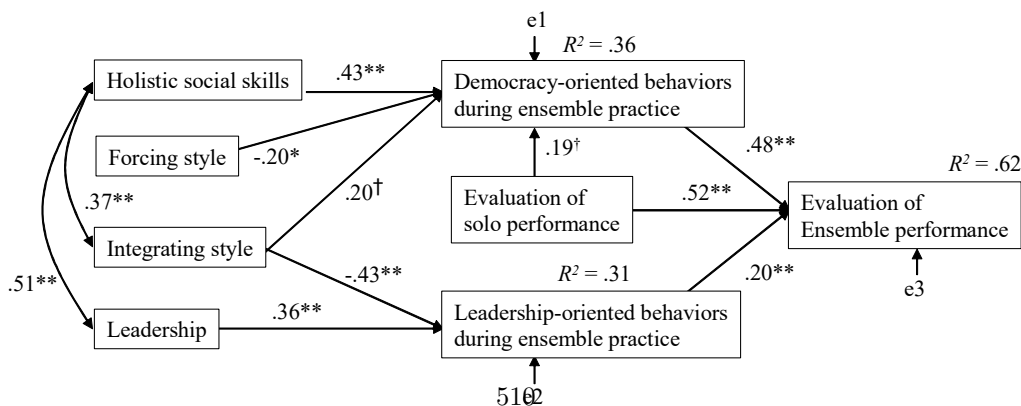 e1
R² = .36
Holistic social skills
.43**
Democracy-oriented behaviors
during ensemble practice
Forcing style
-.20*
.19†
.48**
R² = .62
.37**
.20†
Evaluation of
solo performance
.52**
Evaluation of
Ensemble performance
Integrating style
-.43**
R² = .31
.20**
e3
.51**
Leadership
.36**
Leadership-oriented behaviors
during ensemble practice
510
e2